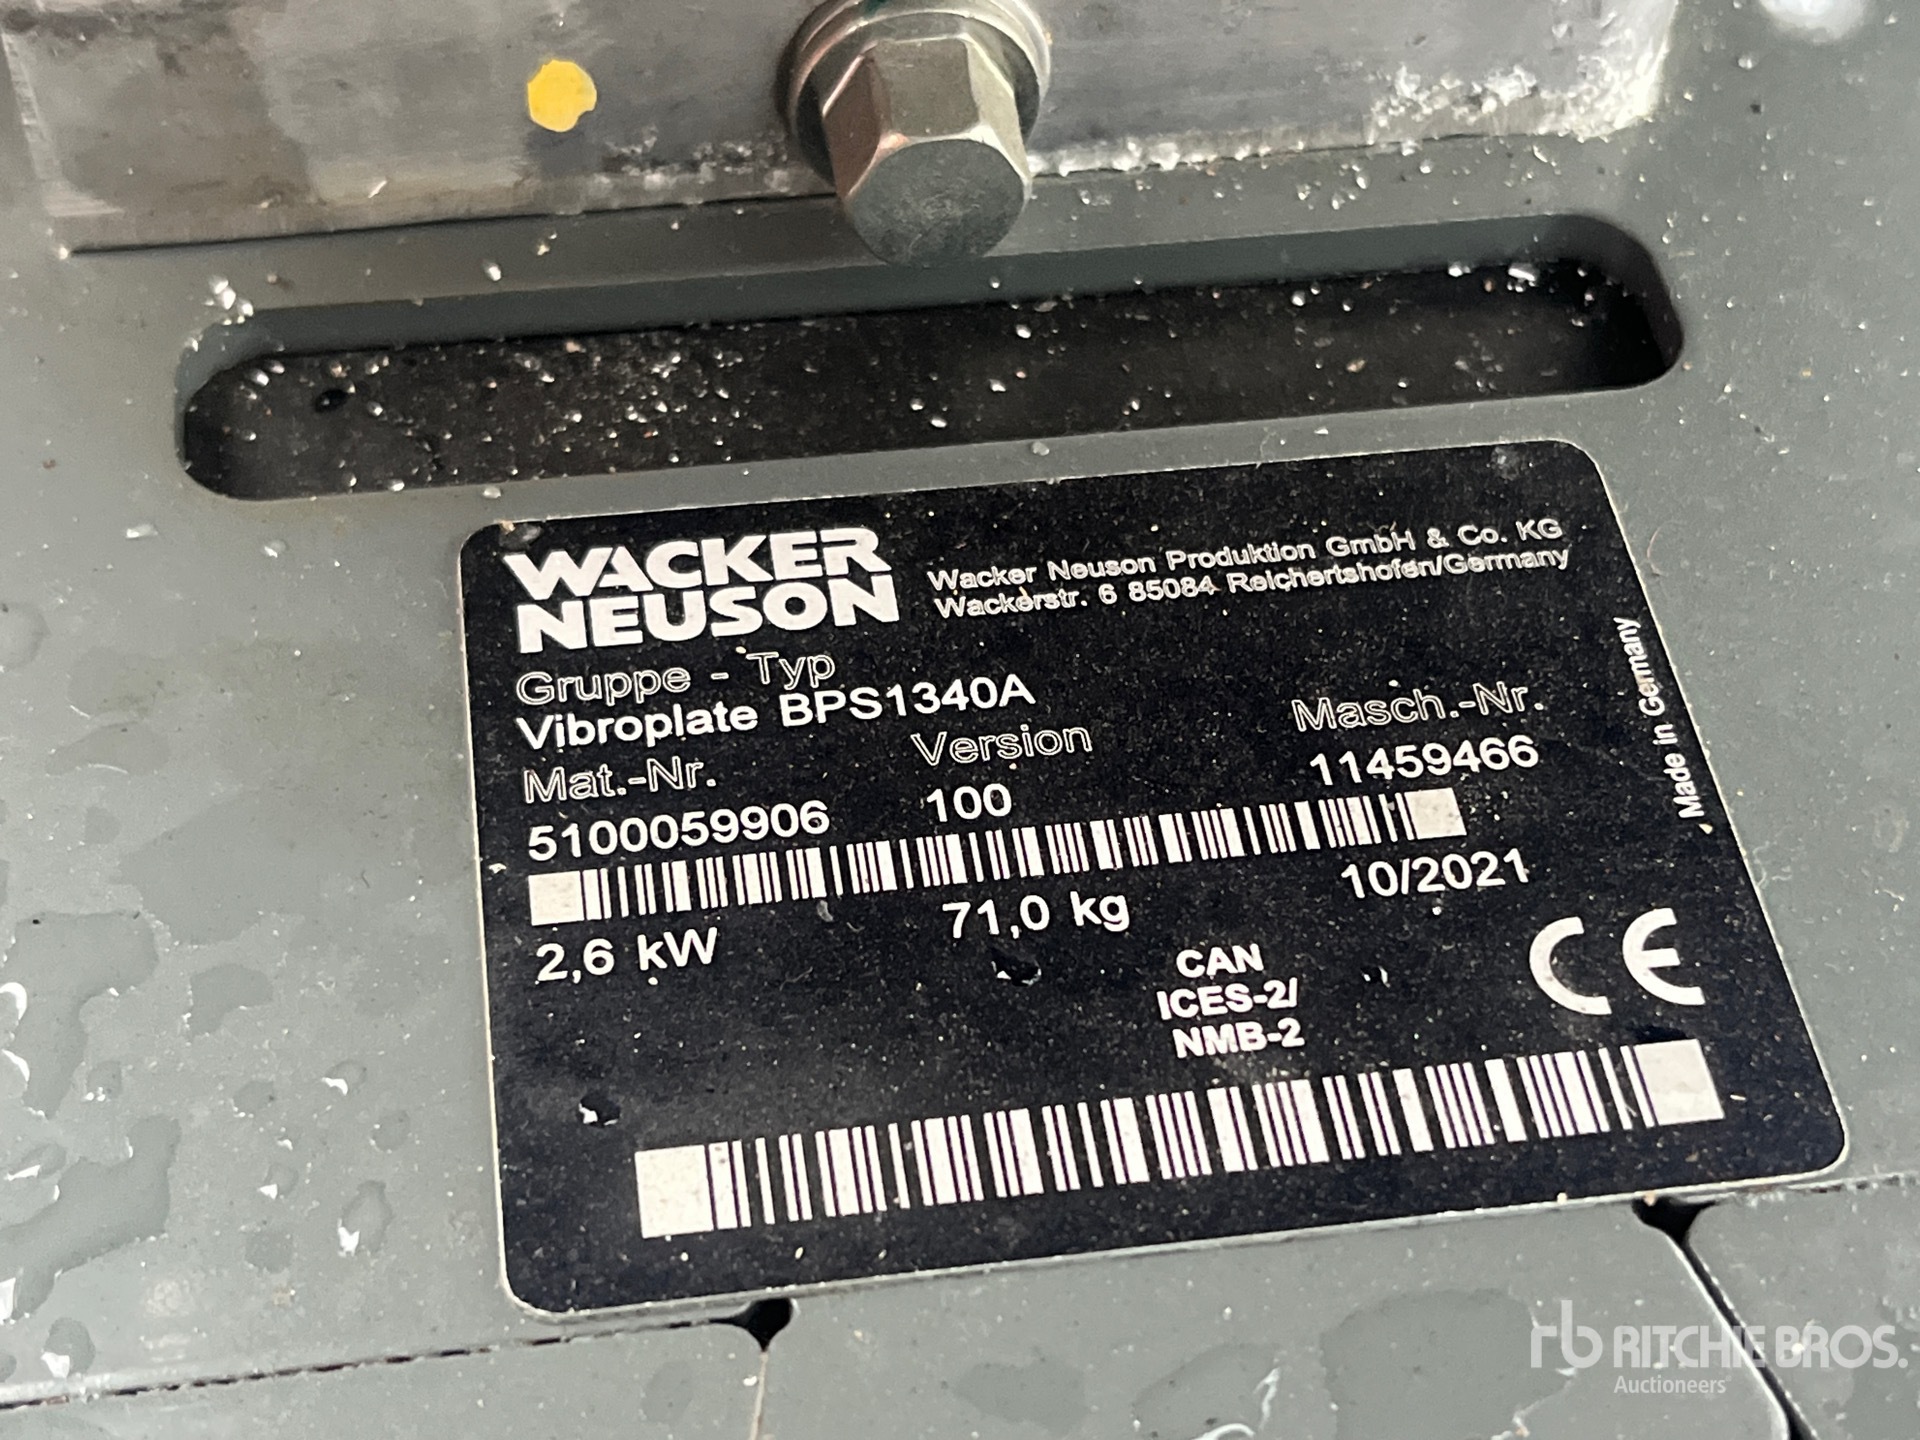 WACKER
NEUSON
Wacker Neuson Produktion GmbH & Co. KG
Wackerstr. 6 85084 Reichertshofen/Germany
Gruppe - Typ
Vibroplate BPS1340A
Mat.-Nr. Version Masch.-Nr.
5100059906 100 11459466
2,6 kW 71,0 kg 10/2021
CAN
ICES-2/
NMB-2
CE
Made in Germany
rb RITCHIE BROS.
Auctioneers